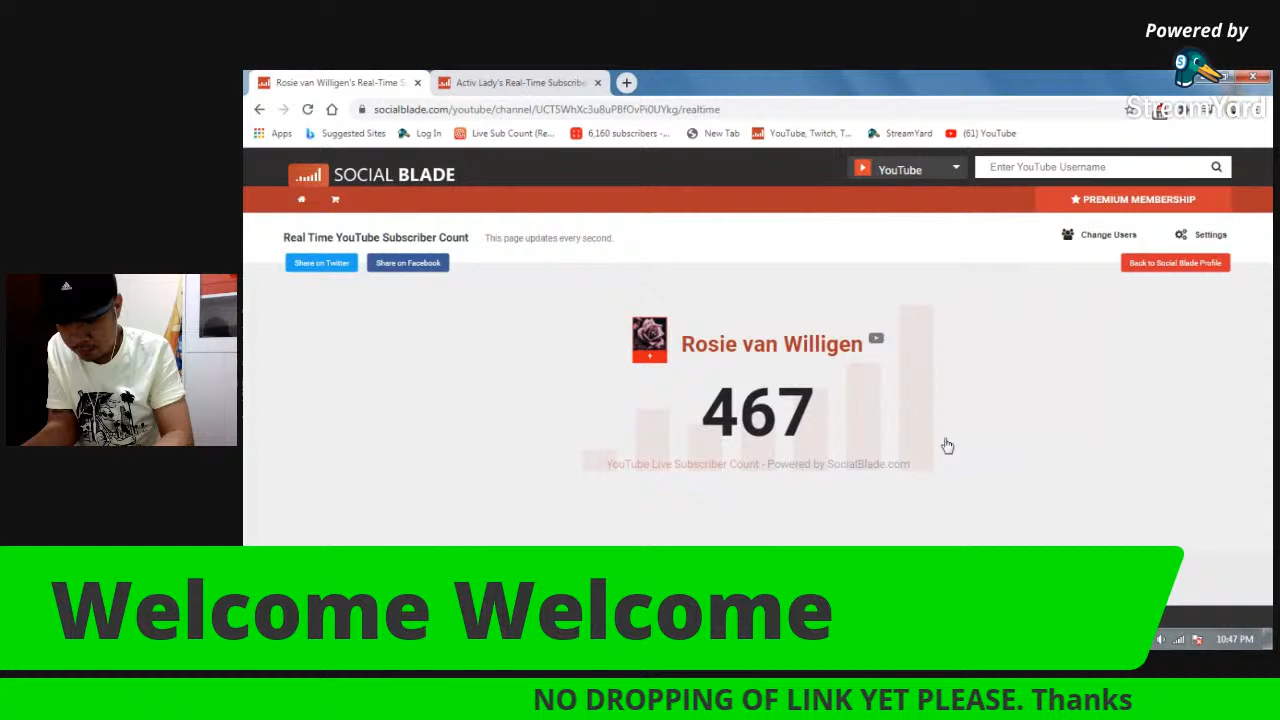 Powered by
StreamYard
Rosie van Willigen's Real-Time S
Activ Lady's Real-Time Subscribe
socialblade.com/youtube/channel/UCT5WhXc3u8uPBfOvPi0UYkg/realtime
Apps
Suggested Sites
Log In
Live Sub Count (Re...
6,160 subscribers -...
New Tab
YouTube, Twitch, T...
StreamYard
(61) YouTube
SOCIAL BLADE
YouTube
Enter YouTube Username
PREMIUM MEMBERSHIP
Real Time YouTube Subscriber Count
This page updates every second.
Change Users
Settings
Share on Twitter
Share on Facebook
Back to Social Blade Profile
Rosie van Willigen
467
YouTube Live Subscriber Count - Powered by SocialBlade.com
Welcome Welcome
10:47 PM
NO DROPPING OF LINK YET PLEASE. Thanks